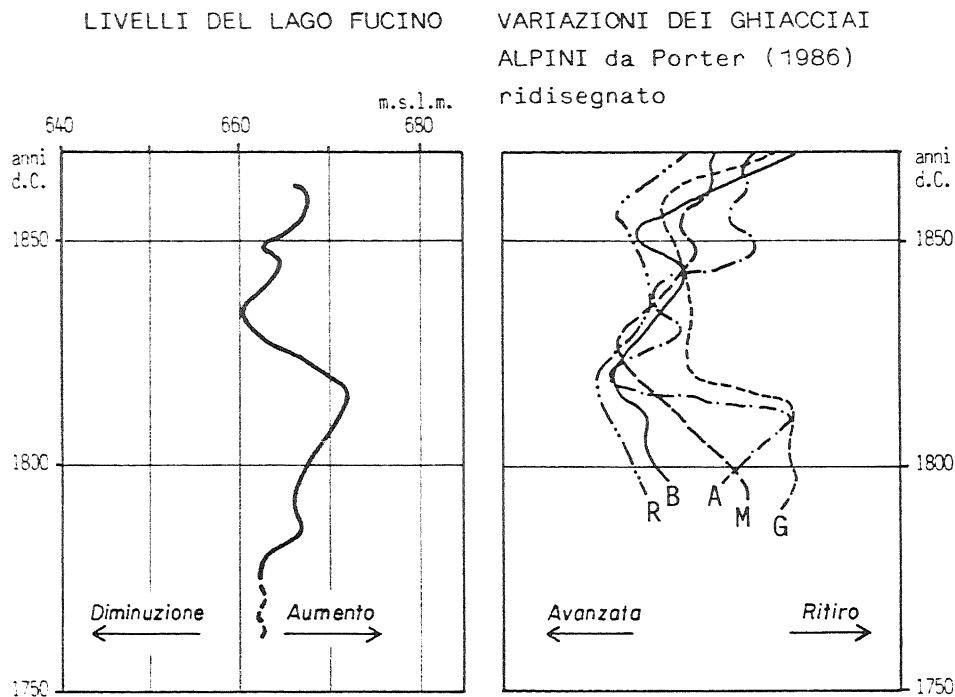 LIVELLI DEL LAGO FUCINO
m.s.l.m.
640 660 680
anni
d.C.
1850
1800
1750
Diminuzione Aumento
VARIAZIONI DEI GHIACCIAI
ALPINI da Porter (1986)
ridisegnato
anni
d.C.
1850
1800
1750
R B A M G
Avanzata Ritiro